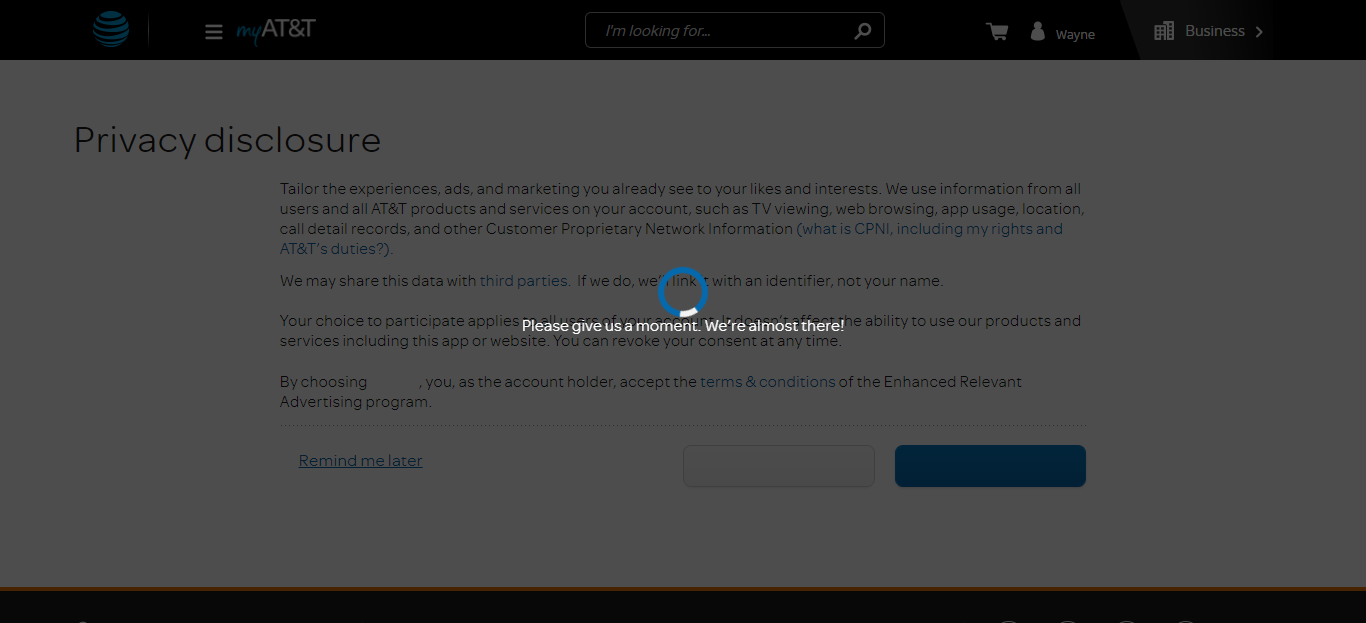 myAT&T
I'm looking for...
Wayne
Business
Privacy disclosure
Tailor the experiences, ads, and marketing you already see to your likes and interests. We use information from all
users and all AT&T products and services on your account, such as TV viewing, web browsing, app usage, location,
call detail records, and other Customer Proprietary Network Information (what is CPNI, including my rights and
AT&T's duties?).
We may share this data with third parties. If we do, we'll link it with an identifier, not your name.
Your choice to participate applies to all users of your account. It doesn't affect the ability to use our products and
Please give us a moment. We're almost there!
services including this app or website. You can revoke your consent at any time.
By choosing , you, as the account holder, accept the terms & conditions of the Enhanced Relevant
Advertising program.
Remind me later